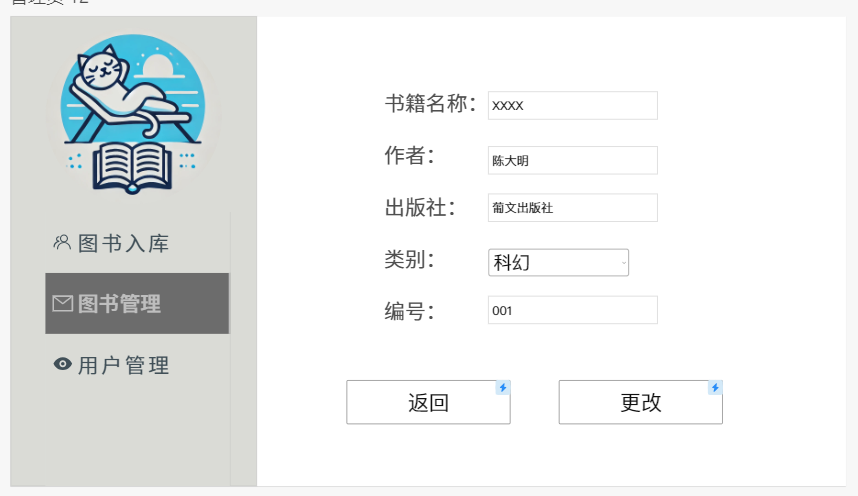 图书入库
图书管理
用户管理
书籍名称: xxxx
作者: 陈大明
出版社: 葡文出版社
类别: 科幻
编号: 001
返回
更改